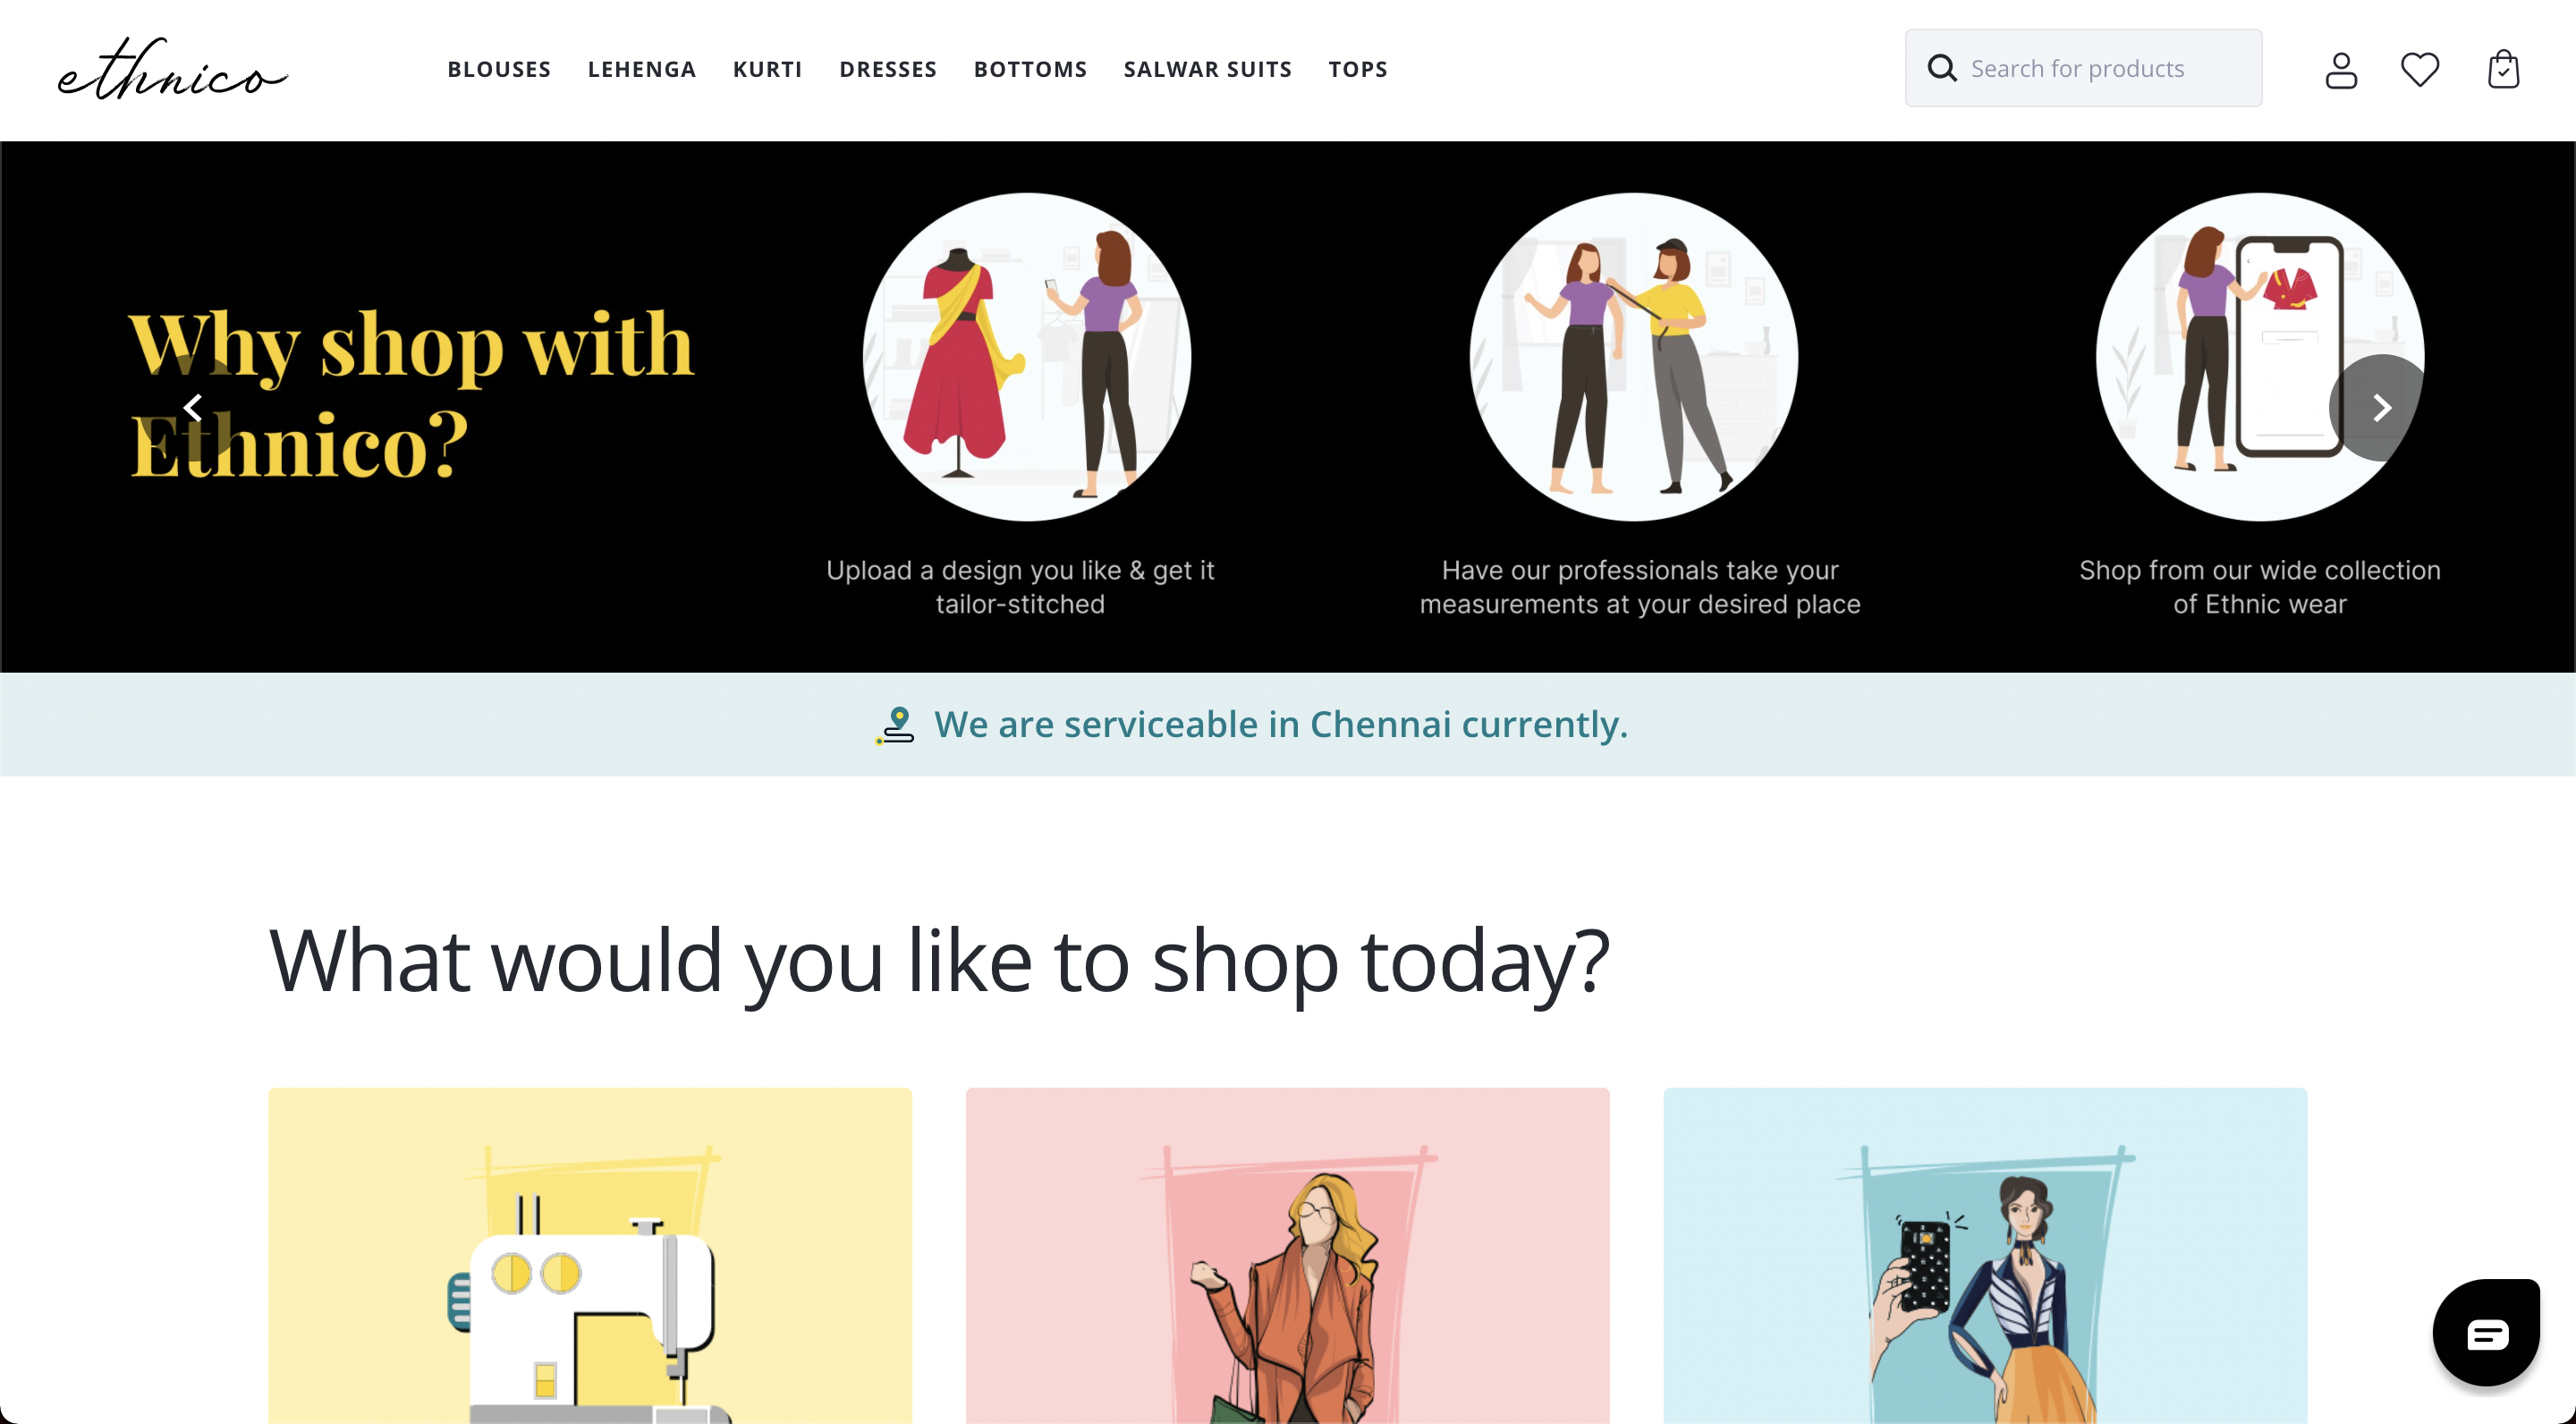 ethnico
BLOUSES LEHENGA KURTI DRESSES BOTTOMS SALWAR SUITS TOPS
Search for products
Why shop with
Ethnico?
Upload a design you like & get it
tailor-stitched
Have our professionals take your
measurements at your desired place
Shop from our wide collection
of Ethnic wear
We are serviceable in Chennai currently.
What would you like to shop today?